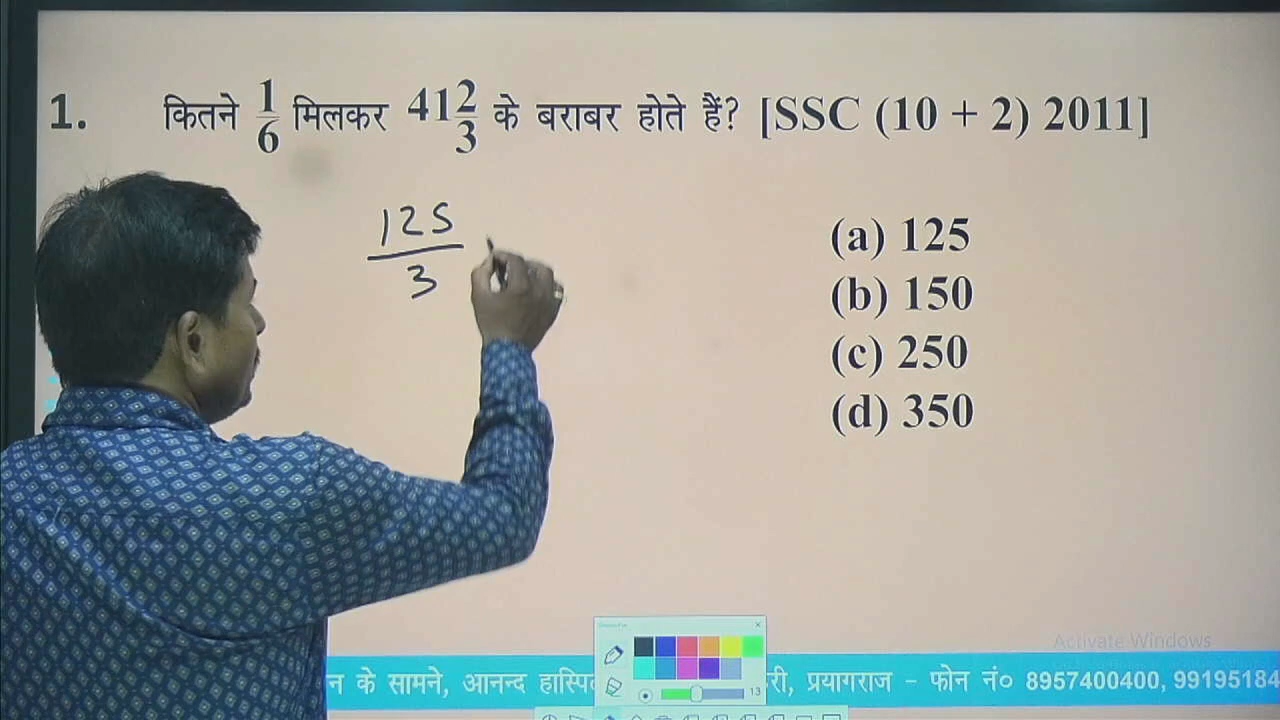 1. कितने 1/6 मिलकर 41 2/3 के बराबर होते हैं? [SSC (10 + 2) 2011]
125
3
(a) 125
(b) 150
(c) 250
(d) 350
Activate Windows
न के सामने, आनन्द हास्पि री, प्रयागराज - फोन नं० 8957400400, 99195184
13